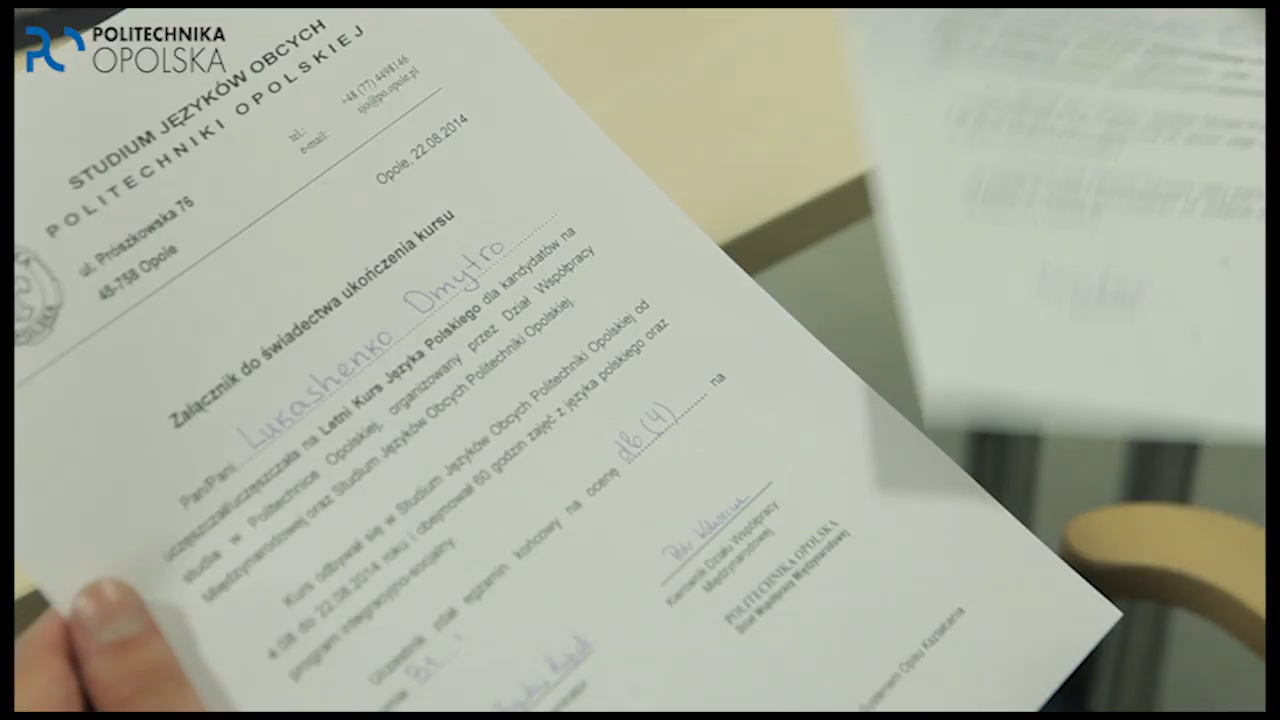 POLITECHNIKA
OPOLSKA
STUDIUM JĘZYKÓW OBCYCH
POLITECHNIKI OPOLSKIEJ
ul. Prószkowska 76
45-758 Opole
tel.: +48 (77) 4498146
e-mail: sjo@po.opole.pl
Opole, 22.08.2014
Załącznik do świadectwa ukończenia kursu
Pan/Pani Lukashenko Dmytro
uczęszczał/uczęszczała na Letni Kurs Języka Polskiego dla kandydatów na
studia w Politechnice Opolskiej, organizowany przez Dział Współpracy
Międzynarodowej oraz Studium Języków Obcych Politechniki Opolskiej.
Kurs odbywał się w Studium Języków Obcych Politechniki Opolskiej od
4.08 do 22.08.2014 roku i obejmował 60 godzin zajęć z języka polskiego oraz
program integracyjno-socjalny.
Uczestnik zdał egzamin końcowy na ocenę db (4) na
Kierownik Działu Współpracy
Międzynarodowej
POLITECHNIKA OPOLSKA
Dział Współpracy Międzynarodowej
Systemem Opisu Kształcenia